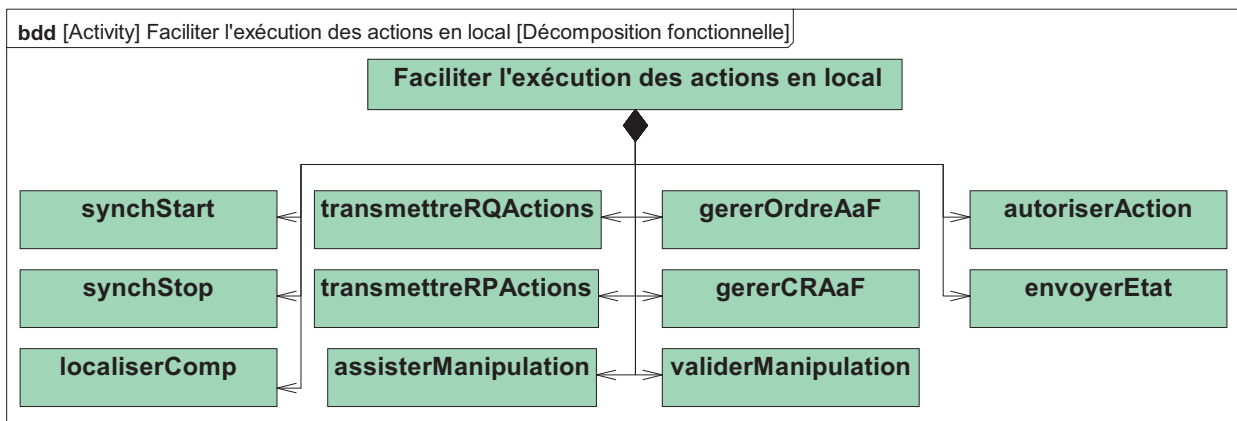 bdd [Activity] Faciliter l'exécution des actions en local [Décomposition fonctionnelle]
Faciliter l'exécution des actions en local
synchStart
transmettreRQActions
gererOrdreAaF
autoriserAction
synchStop
transmettreRPActions
gererCRAaF
envoyerEtat
localiserComp
assisterManipulation
validerManipulation